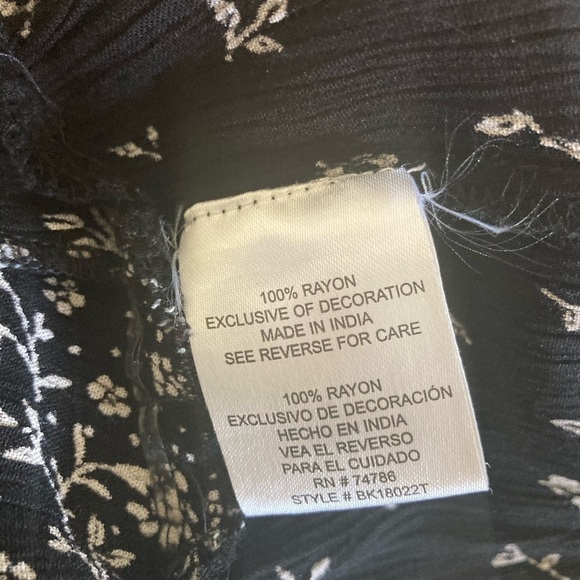 100% RAYON
EXCLUSIVE OF DECORATION
MADE IN INDIA
SEE REVERSE FOR CARE
100% RAYON
EXCLUSIVO DE DECORACIÓN
HECHO EN INDIA
VEA EL REVERSO
PARA EL CUIDADO
RN # 74786
STYLE # BK18022T